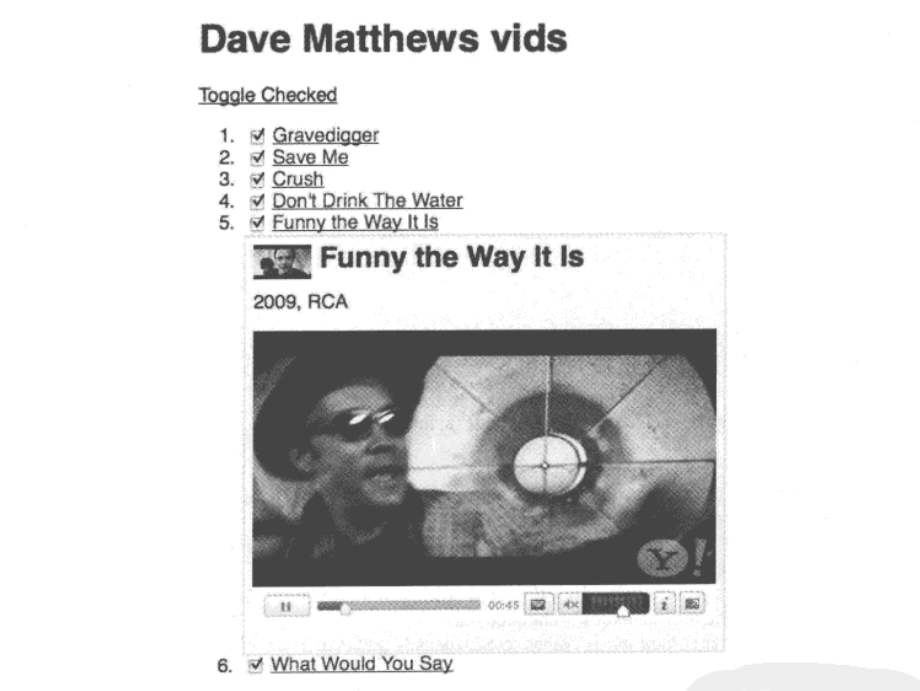 Dave Matthews vids
Toggle Checked
1. Gravedigger
2. Save Me
3. Crush
4. Don't Drink The Water
5. Funny the Way It Is
Funny the Way It Is
2009, RCA
Y!
00:45
6. What Would You Say